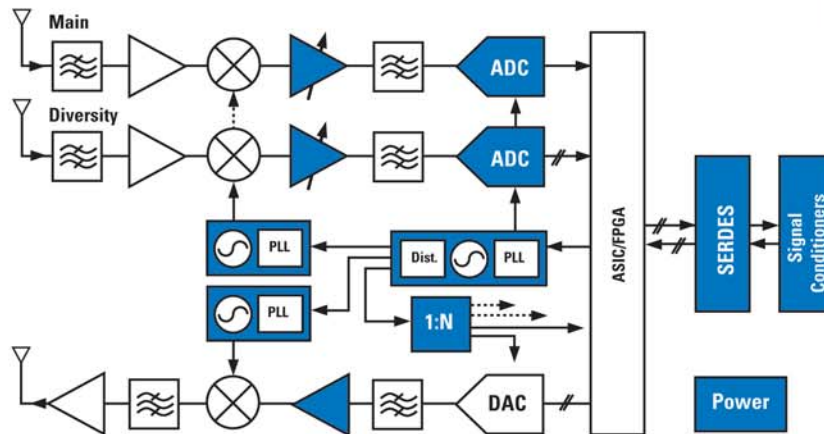 Main
ADC
Diversity
ADC
PLL
Dist.
PLL
PLL
1:N
DAC
ASIC/FPGA
SERDES
Signal
Conditioners
Power